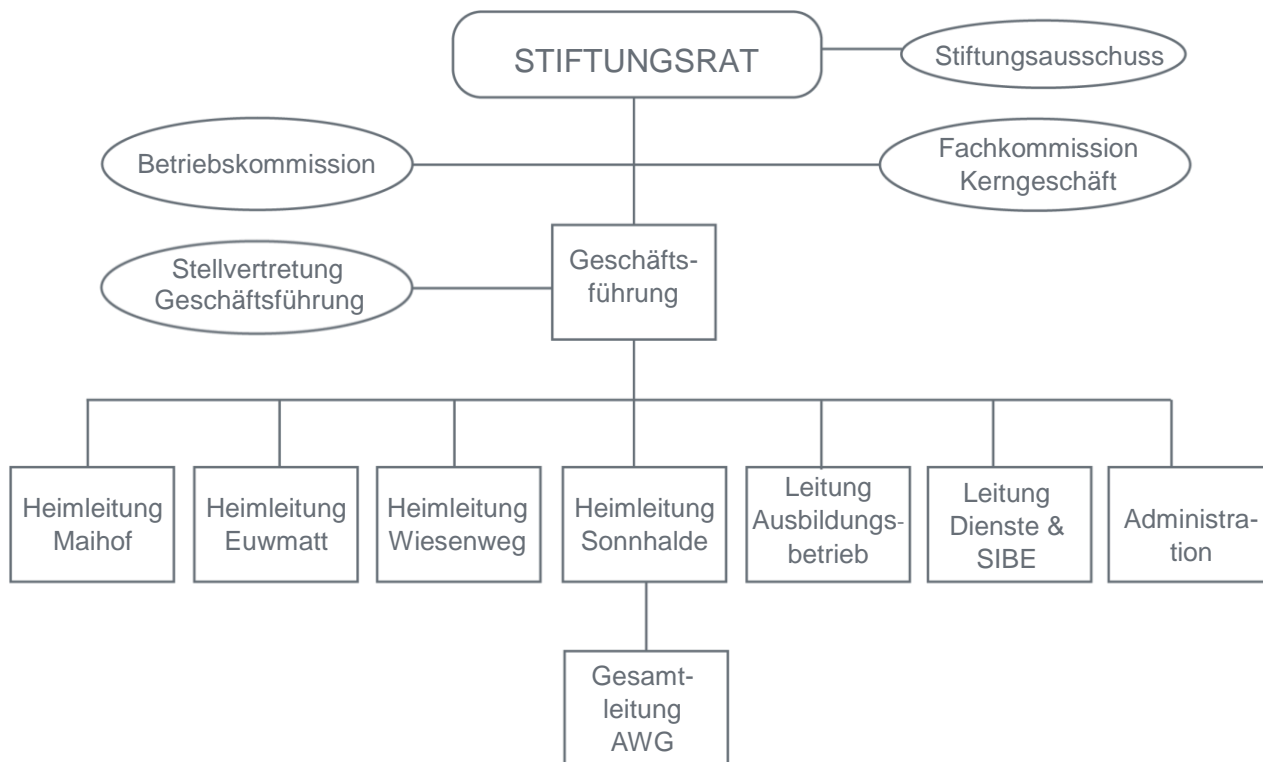 STIFTUNGSRAT
Stiftungsausschuss
Betriebskommission
Fachkommission
Kerngeschäft
Stellvertretung
Geschäftsführung
Geschäfts-
führung
Heimleitung
Maihof
Heimleitung
Euwmatt
Heimleitung
Wiesenweg
Heimleitung
Sonnhalde
Leitung
Ausbildungs-
betrieb
Leitung
Dienste &
SIBE
Administra-
tion
Gesamt-
leitung
AWG